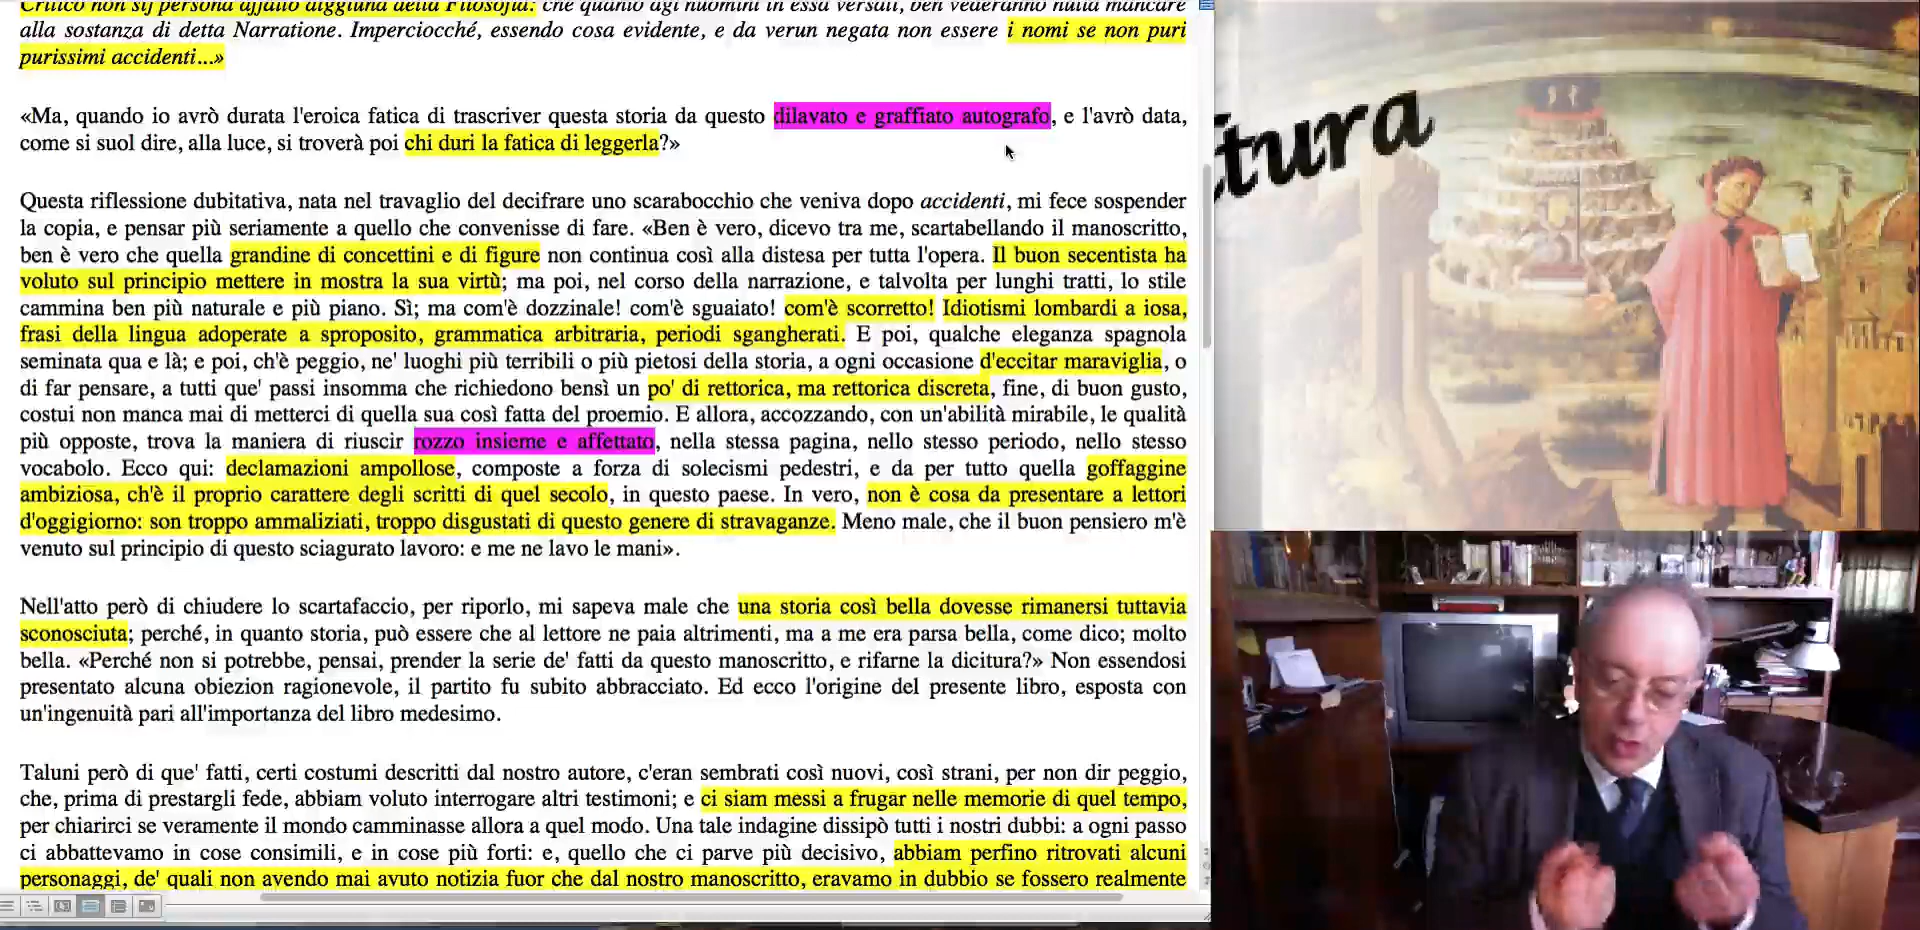 Critico non sij persona affatto diggiuna della Filosofia: che quanto agl'huomini in essa versati, ben vederanno nulla mancare
alla sostanza di detta Narratione. Imperciocché, essendo cosa evidente, e da verun negata non essere i nomi se non puri
purissimi accidenti...»
«Ma, quando io avrò durata l'eroica fatica di trascriver questa storia da questo dilavato e graffiato autografo, e l'avrò data,
come si suol dire, alla luce, si troverà poi chi duri la fatica di leggerla?»
Questa riflessione dubitativa, nata nel travaglio del decifrare uno scarabocchio che veniva dopo accidenti, mi fece sospender
la copia, e pensar più seriamente a quello che convenisse di fare. «Ben è vero, dicevo tra me, scartabellando il manoscritto,
ben è vero che quella grandine di concettini e di figure non continua così alla distesa per tutta l'opera. Il buon secentista ha
voluto sul principio mettere in mostra la sua virtù; ma poi, nel corso della narrazione, e talvolta per lunghi tratti, lo stile
cammina ben più naturale e più piano. Sì; ma com'è dozzinale! com'è sguaiato! com'è scorretto! Idiotismi lombardi a iosa,
frasi della lingua adoperate a sproposito, grammatica arbitraria, periodi sgangherati. E poi, qualche eleganza spagnola
seminata qua e là; e poi, ch'è peggio, ne' luoghi più terribili o più pietosi della storia, a ogni occasione d'eccitar maraviglia, o
di far pensare, a tutti que' passi insomma che richiedono bensì un po' di rettorica, ma rettorica discreta, fine, di buon gusto,
costui non manca mai di metterci di quella sua così fatta del proemio. E allora, accozzando, con un'abilità mirabile, le qualità
più opposte, trova la maniera di riuscir rozzo insieme e affettato, nella stessa pagina, nello stesso periodo, nello stesso
vocabolo. Ecco qui: declamazioni ampollose, composte a forza di solecismi pedestri, e da per tutto quella goffaggine
ambiziosa, ch'è il proprio carattere degli scritti di quel secolo, in questo paese. In vero, non è cosa da presentare a lettori
d'oggigiorno: son troppo ammaliziati, troppo disgustati di questo genere di stravaganze. Meno male, che il buon pensiero m'è
venuto sul principio di questo sciagurato lavoro: e me ne lavo le mani».
Nell'atto però di chiudere lo scartafaccio, per riporlo, mi sapeva male che una storia così bella dovesse rimanersi tuttavia
sconosciuta; perché, in quanto storia, può essere che al lettore ne paia altrimenti, ma a me era parsa bella, come dico; molto
bella. «Perché non si potrebbe, pensai, prender la serie de' fatti da questo manoscritto, e rifarne la dicitura?» Non essendosi
presentato alcuna obiezion ragionevole, il partito fu subito abbracciato. Ed ecco l'origine del presente libro, esposta con
un'ingenuità pari all'importanza del libro medesimo.
Taluni però di que' fatti, certi costumi descritti dal nostro autore, c'eran sembrati così nuovi, così strani, per non dir peggio,
che, prima di prestargli fede, abbiam voluto interrogare altri testimoni; e ci siam messi a frugar nelle memorie di quel tempo,
per chiarirci se veramente il mondo camminasse allora a quel modo. Una tale indagine dissipò tutti i nostri dubbi: a ogni passo
ci abbattevamo in cose consimili, e in cose più forti: e, quello che ci parve più decisivo, abbiam perfino ritrovati alcuni
personaggi, de' quali non avendo mai avuto notizia fuor che dal nostro manoscritto, eravamo in dubbio se fossero realmente
tura